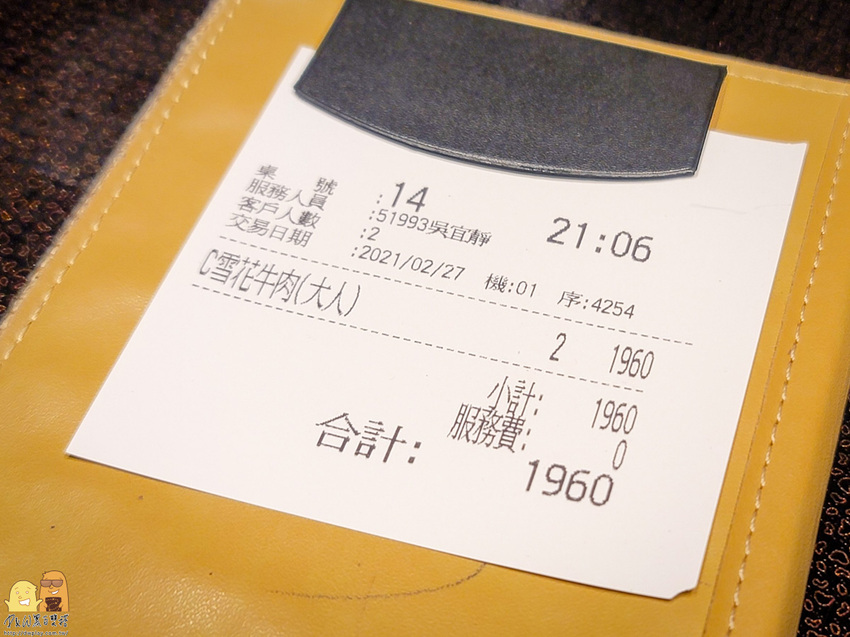 桌號:14 21:06
服務人員:51993吳宜靜
客戶人數:2
交易日期:2021/02/27 機:01 序:4254
C雪花牛肉(大人)
2 1960
小計: 1960
服務費: 0
合計: 1960